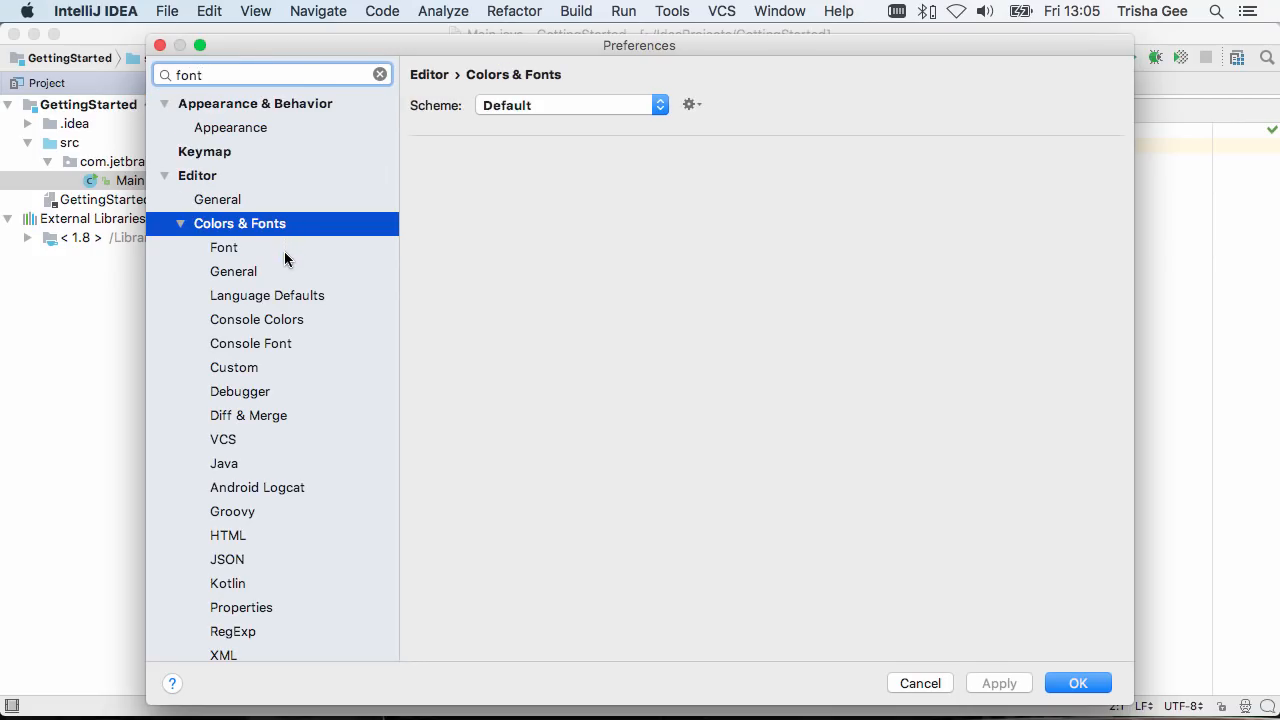 IntelliJ IDEA File Edit View Navigate Code Analyze Refactor Build Run Tools VCS Window Help Fri 13:05 Trisha Gee
Preferences
GettingStarted
Project
font
Editor › Colors & Fonts
Scheme: Default
GettingStarted
.idea
src
com.jetbra
Main
GettingStarte
External Libraries
< 1.8 > /Libra
Appearance & Behavior
Appearance
Keymap
Editor
General
Colors & Fonts
Font
General
Language Defaults
Console Colors
Console Font
Custom
Debugger
Diff & Merge
VCS
Java
Android Logcat
Groovy
HTML
JSON
Kotlin
Properties
RegExp
XML
? Cancel Apply OK
2:1 LF UTF-8